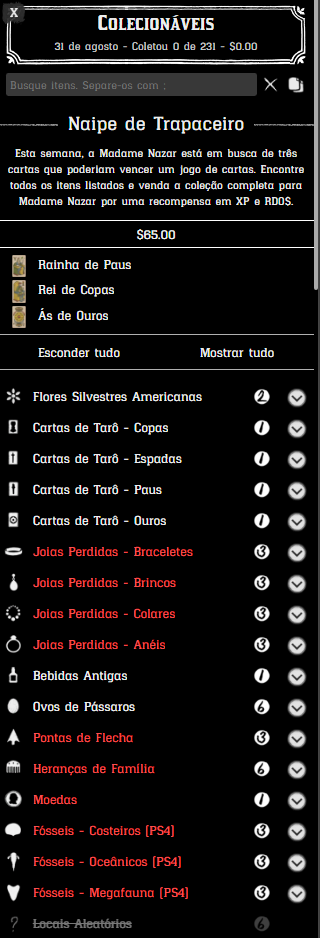 X
Colecionáveis
31 de agosto - Coletou 0 de 231 - $0.00
Busque itens. Separe-os com ;
Naipe de Trapaceiro
Esta semana, a Madame Nazar está em busca de três
cartas que poderiam vencer um jogo de cartas. Encontre
todos os itens listados e venda a coleção completa para
Madame Nazar por uma recompensa em XP e RDO$.
$65.00
Rainha de Paus
Rei de Copas
Ás de Ouros
Esconder tudo Mostrar tudo
Flores Silvestres Americanas 2
Cartas de Tarô - Copas 1
Cartas de Tarô - Espadas 1
Cartas de Tarô - Paus 1
Cartas de Tarô - Ouros 1
Joias Perdidas - Braceletes 3
Joias Perdidas - Brincos 3
Joias Perdidas - Colares 3
Joias Perdidas - Anéis 3
Bebidas Antigas 1
Ovos de Pássaros 6
Pontas de Flecha 3
Heranças de Família 6
Moedas 1
Fósseis - Costeiros [PS4] 3
Fósseis - Oceânicos [PS4] 3
Fósseis - Megafauna [PS4] 3
? Locais Aleatórios 6